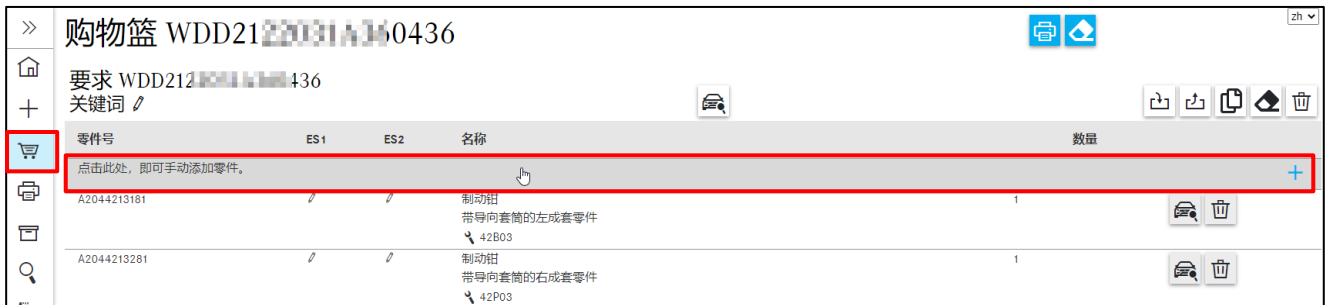 zh
购物篮 WDD21 0436
要求 WDD212 436
关键词
零件号 ES1 ES2 名称 数量
点击此处，即可手动添加零件。
A2044213181 制动钳 1
带导向套筒的左成套零件
42B03
A2044213281 制动钳 1
带导向套筒的右成套零件
42P03